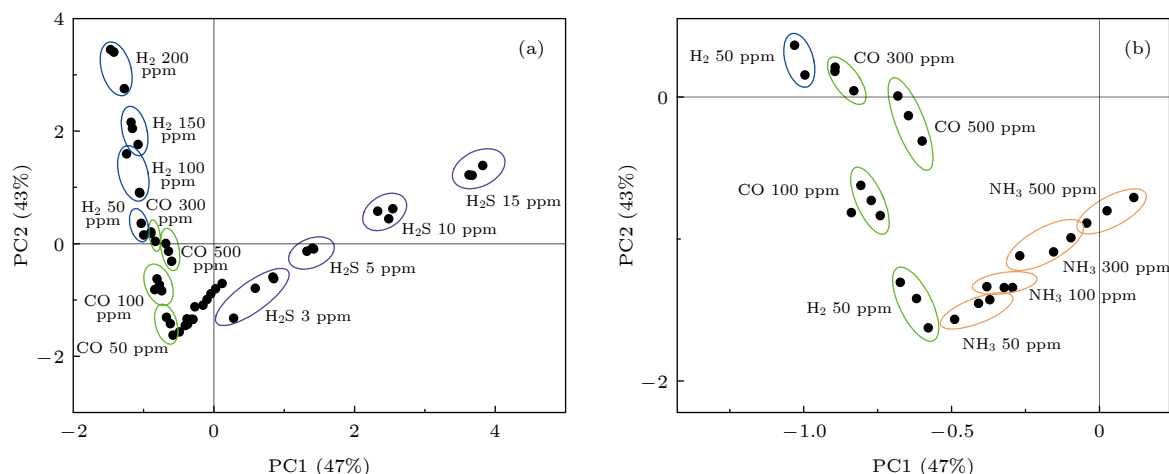 (a)
4
2
0
−2
PC2 (43%)
−2
0
2
4
PC1 (47%)
H₂ 200
ppm
H₂ 150
ppm
H₂ 100
ppm
H₂ 50
ppm
CO 300
ppm
CO 500
ppm
CO 100
ppm
CO 50 ppm
H₂S 15 ppm
H₂S 10 ppm
H₂S 5 ppm
H₂S 3 ppm
(b)
0
−2
PC2 (43%)
−1.0
−0.5
0
PC1 (47%)
H₂ 50 ppm
CO 300 ppm
CO 500 ppm
CO 100 ppm
NH₃ 500 ppm
NH₃ 300 ppm
NH₃ 100 ppm
H₂ 50 ppm
NH₃ 50 ppm